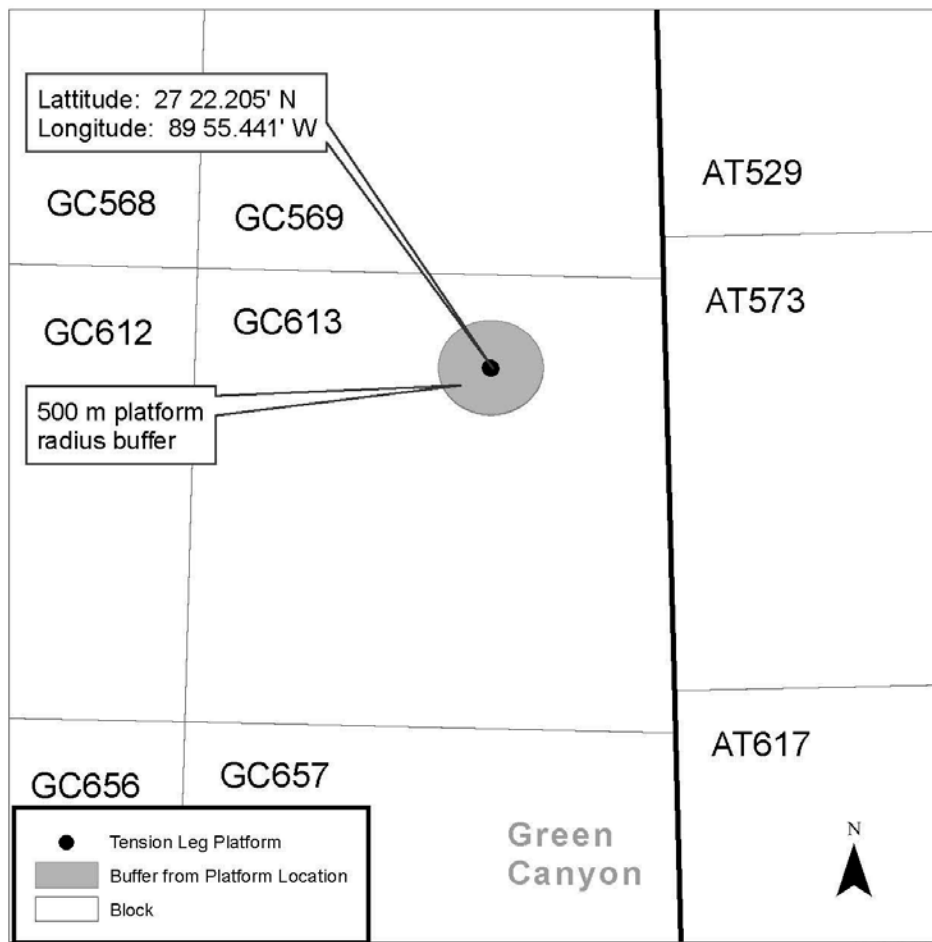 Lattitude:  27 22.205' N
Longitude:  89 55.441' W
AT529
GC568
GC569
AT573
GC612
GC613
500 m platform
radius buffer
AT617
GC656
GC657
Green
Canyon
N
Tension Leg Platform
Buffer from Platform Location
Block